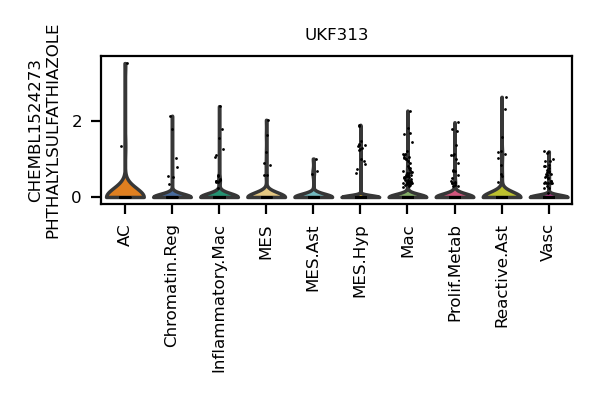 UKF313
CHEMBL1524273
PHTHALYLSULFATHIAZOLE
2
0
AC
Chromatin.Reg
Inflammatory.Mac
MES
MES.Ast
MES.Hyp
Mac
Prolif.Metab
Reactive.Ast
Vasc